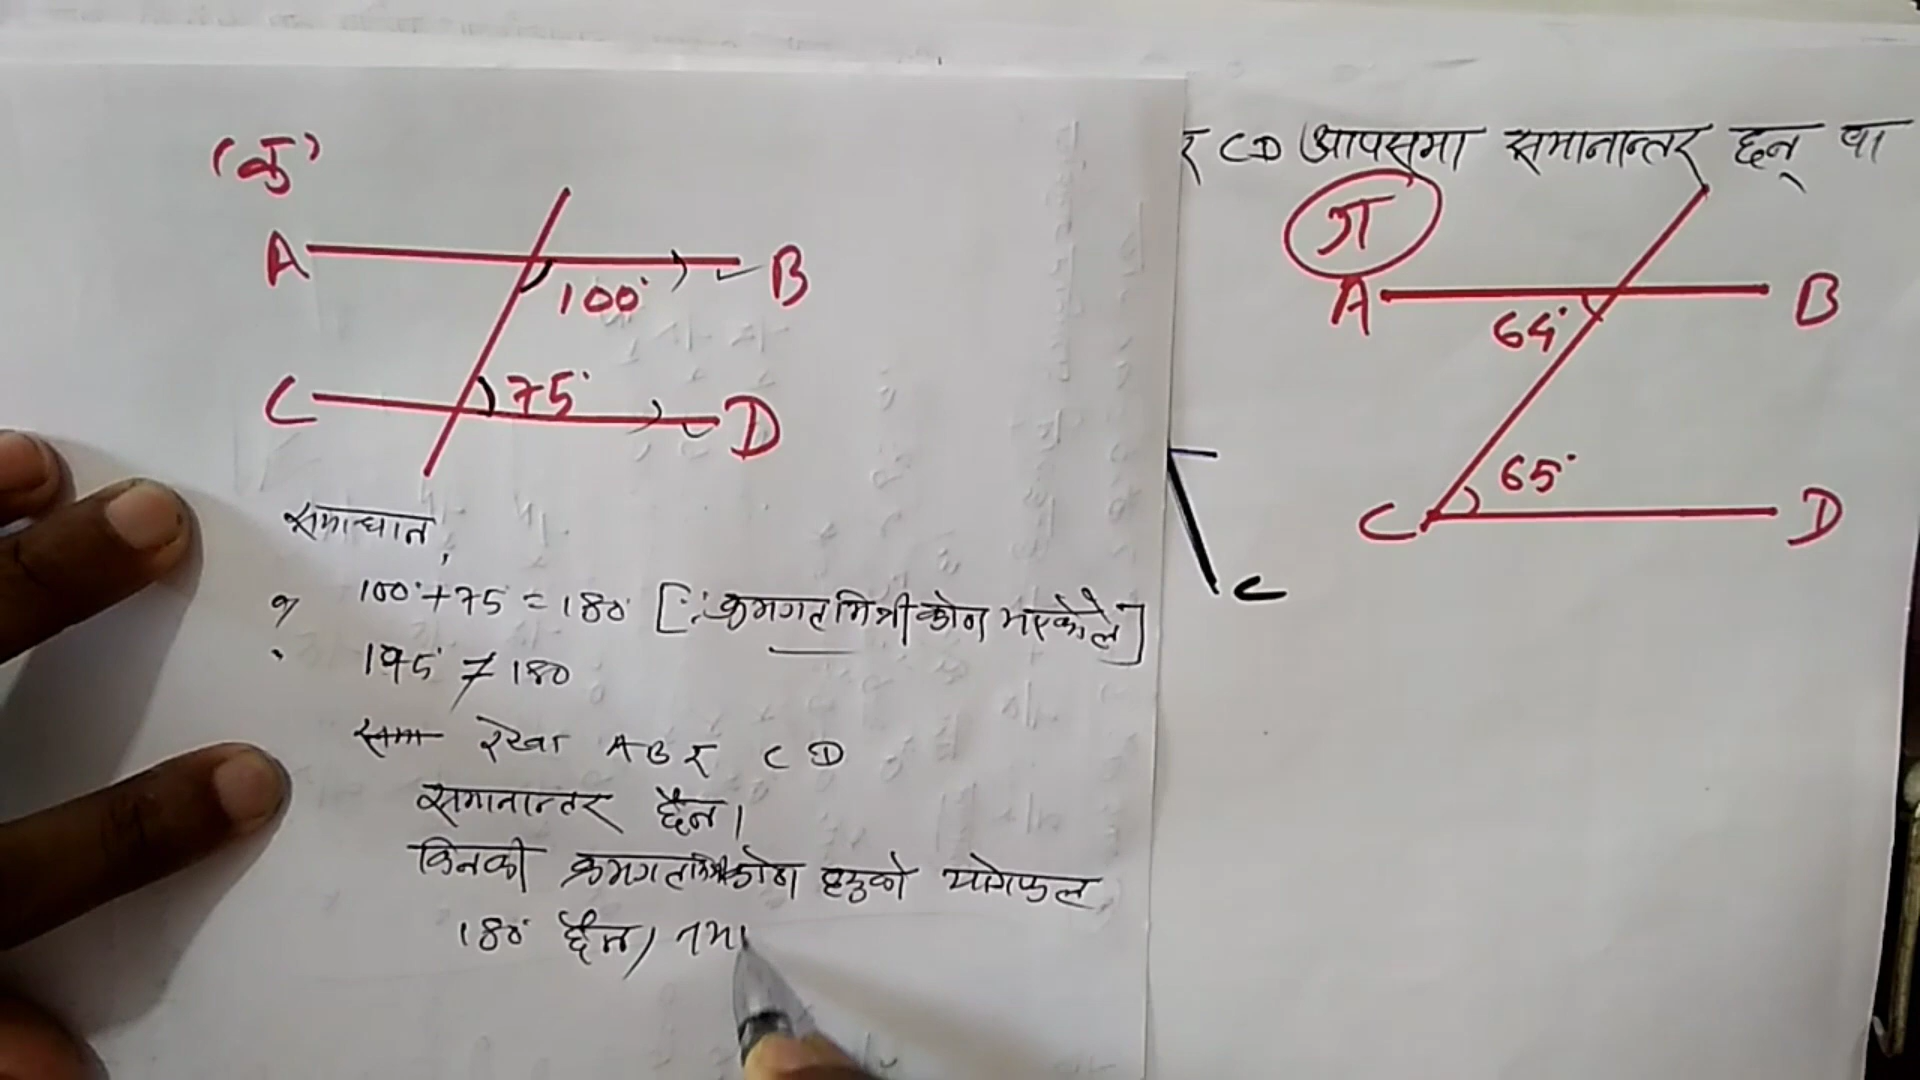 (क)
A B
100°
C 75° D
समाधान,
100°+75°=180° [∵ क्रमगत भित्री कोण भएकोले]
195° ≠ 180
रेखा AB र CD
समानान्तर छैन।
किनकी क्रमगत भित्री कोण हरुको योगफल
180° छैन।
र CD आपसमा समानान्तर छन् वा
ग
A B
64°
65°
C D
C